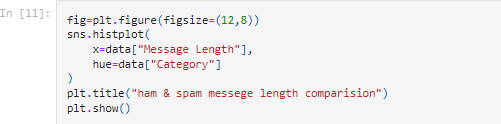 In [11]:
fig=plt.figure(figsize=(12,8))
sns.histplot(
x=data["Message Length"],
hue=data["Category"]
)
plt.title("ham & spam messege length comparision")
plt.show()